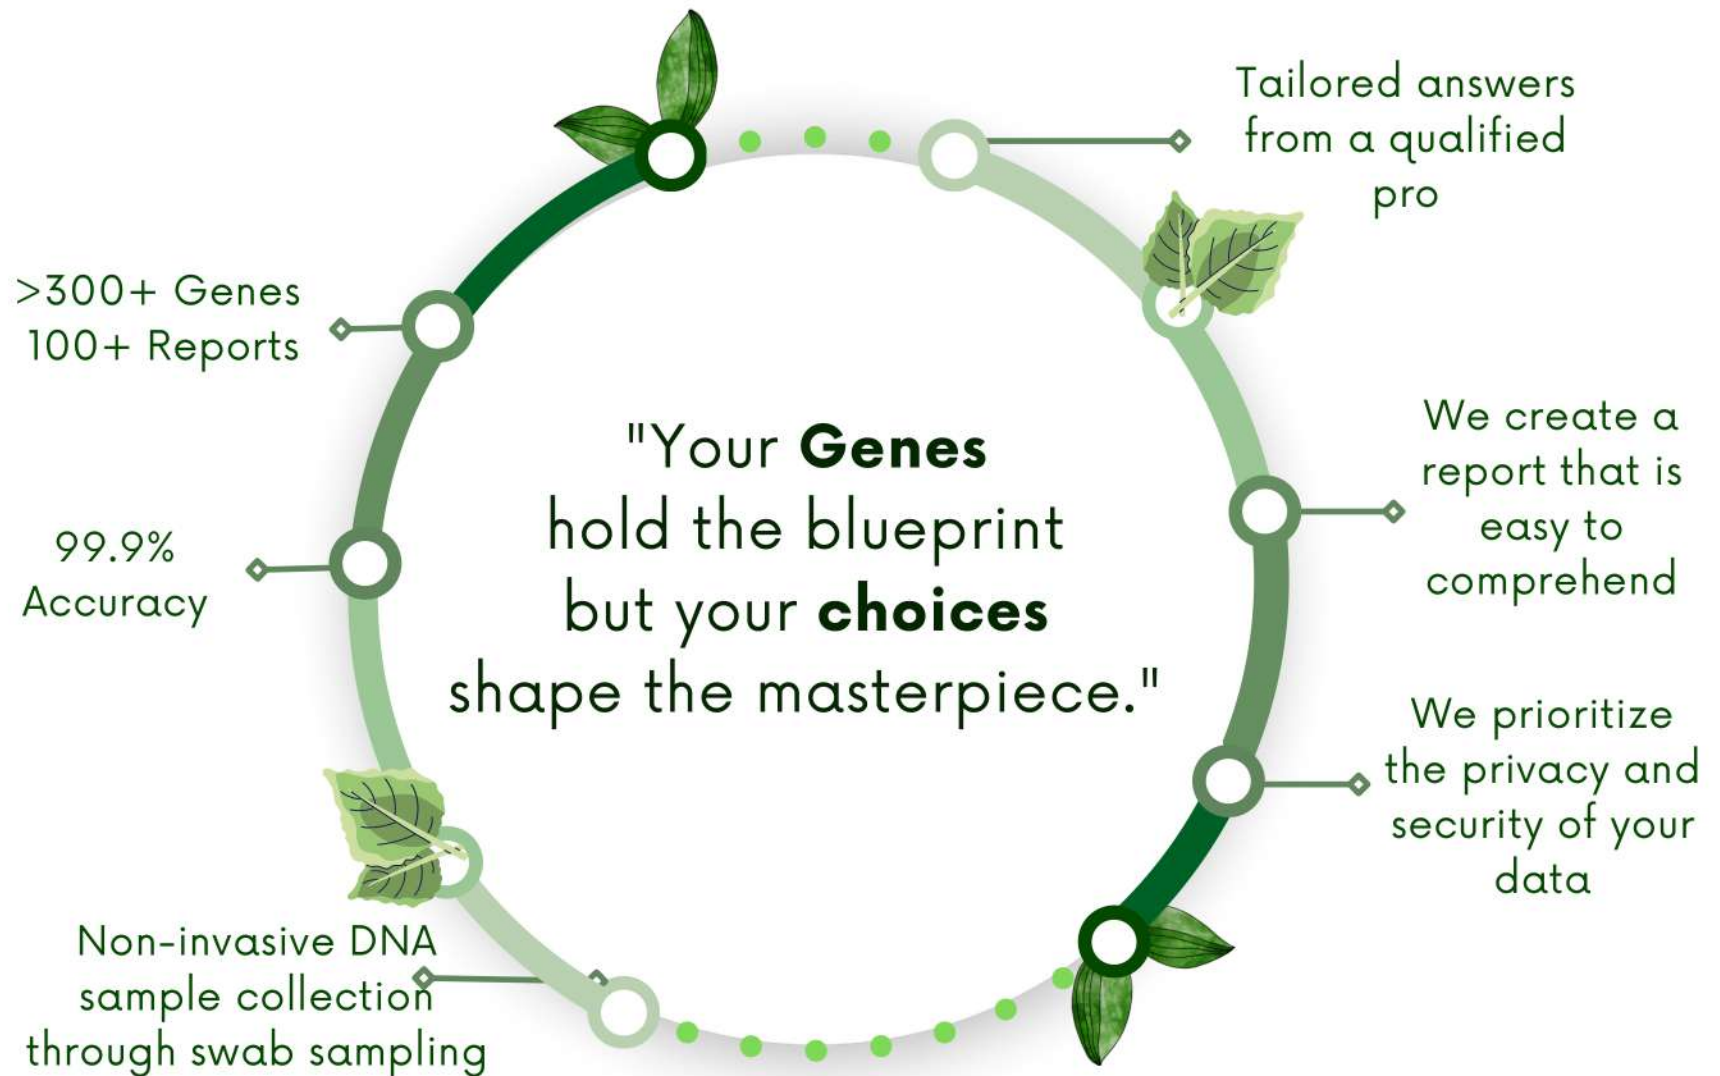 Tailored answers
from a qualified
pro
>300+ Genes
100+ Reports
"Your Genes
hold the blueprint
but your choices
shape the masterpiece."
We create a
report that is
easy to
comprehend
99.9%
Accuracy
We prioritize
the privacy and
security of your
data
Non-invasive DNA
sample collection
through swab sampling